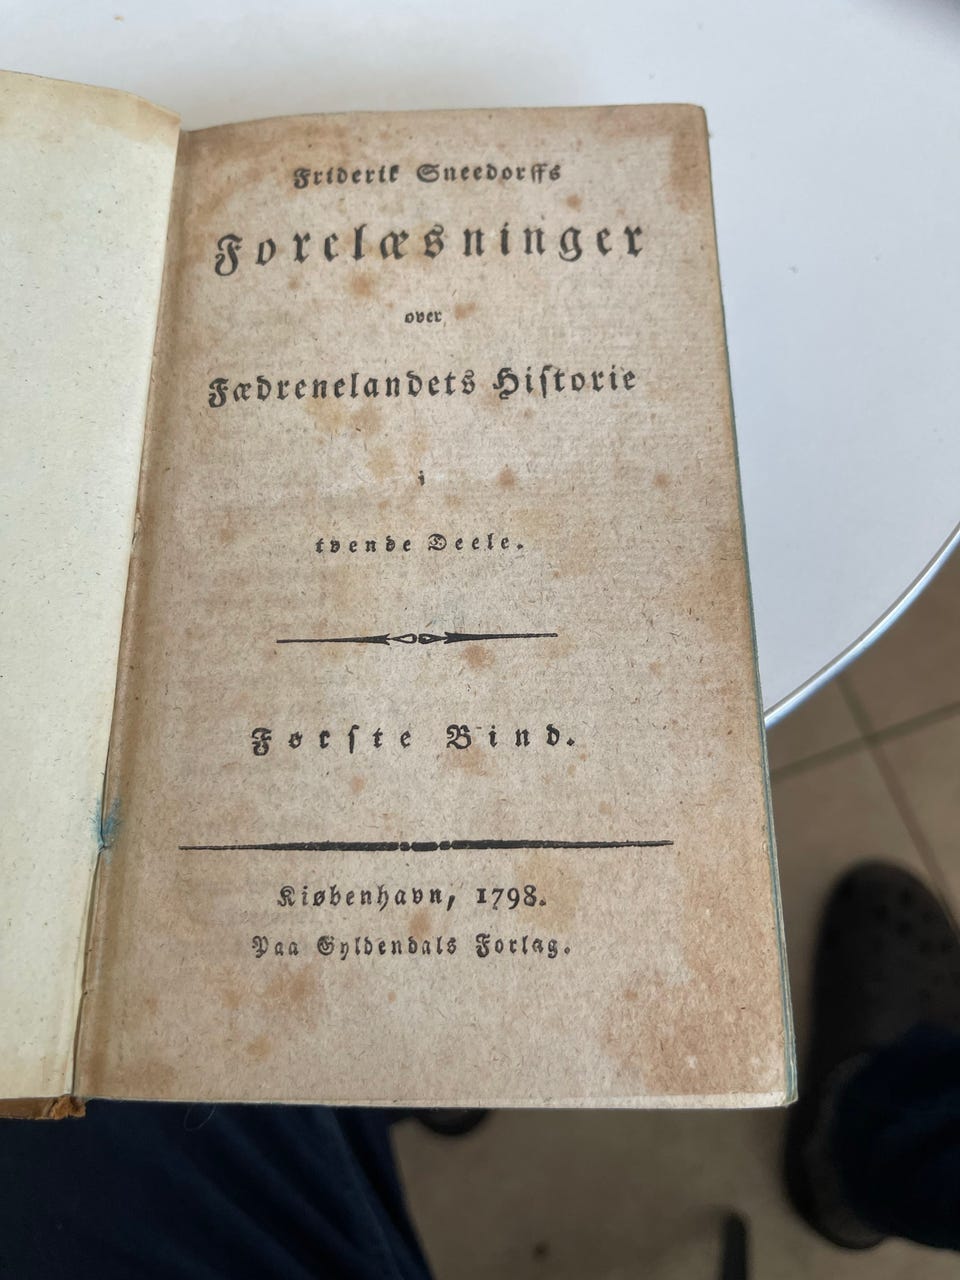 Friderik Sneedorffs
Forelæsninger
over
Fædrenelandets Hiſtorie
i
tvende Deele.
Førſte Bind.
Kiøbenhavn, 1798.
Paa Gyldendals Forlag.